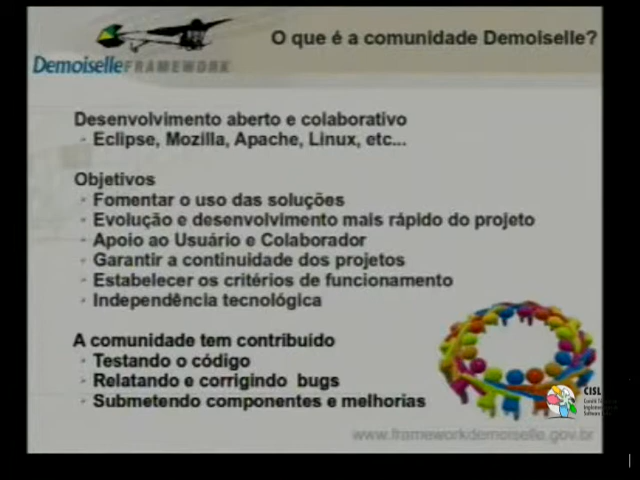 O que é a comunidade Demoiselle?
Demoiselle FRAMEWORK
Desenvolvimento aberto e colaborativo
- Eclipse, Mozilla, Apache, Linux, etc...
Objetivos
- Fomentar o uso das soluções
- Evolução e desenvolvimento mais rápido do projeto
- Apoio ao Usuário e Colaborador
- Garantir a continuidade dos projetos
- Estabelecer os critérios de funcionamento
- Independência tecnológica
A comunidade tem contribuído
- Testando o código
- Relatando e corrigindo bugs
- Submetendo componentes e melhorias
CISL
www.frameworkdemoiselle.gov.br